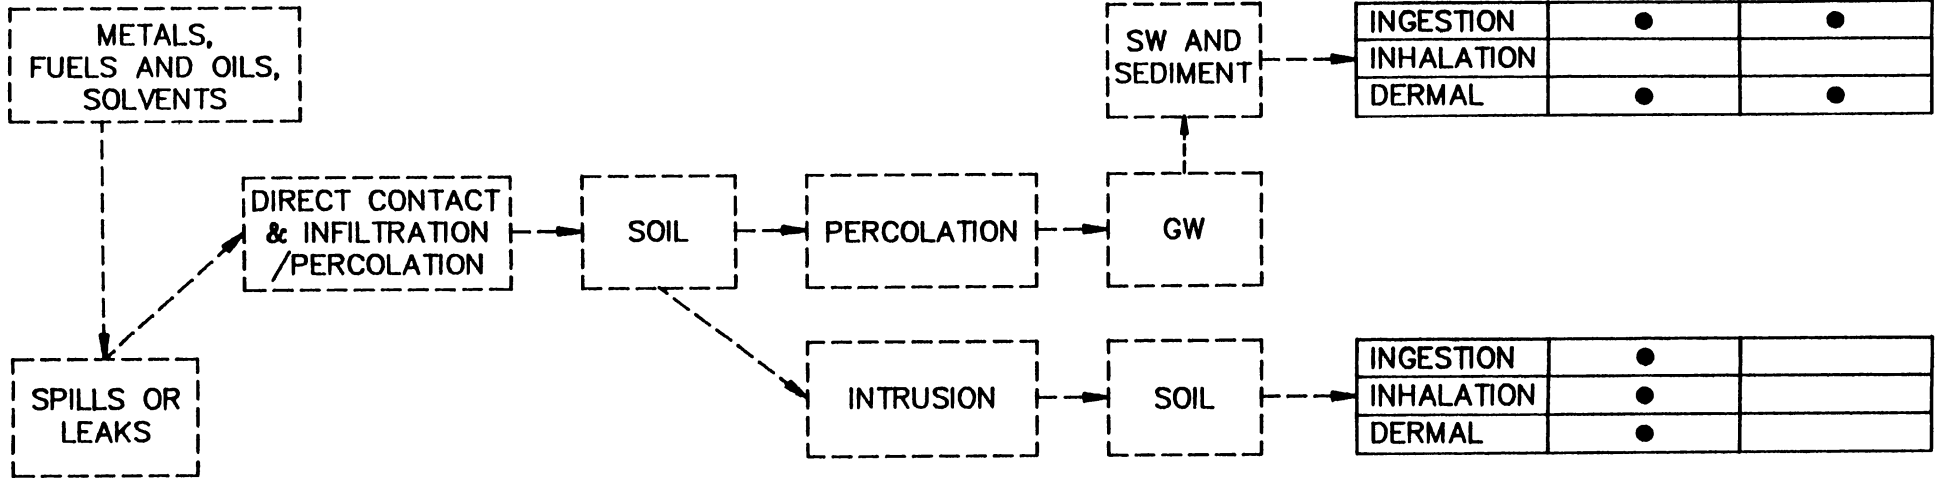 METALS,
FUELS AND OILS,
SOLVENTS
SW AND
SEDIMENT
INGESTION ● ●
INHALATION
DERMAL ● ●
DIRECT CONTACT
& INFILTRATION
/PERCOLATION
SOIL
PERCOLATION
GW
SPILLS OR
LEAKS
INTRUSION
SOIL
INGESTION ●
INHALATION ●
DERMAL ●